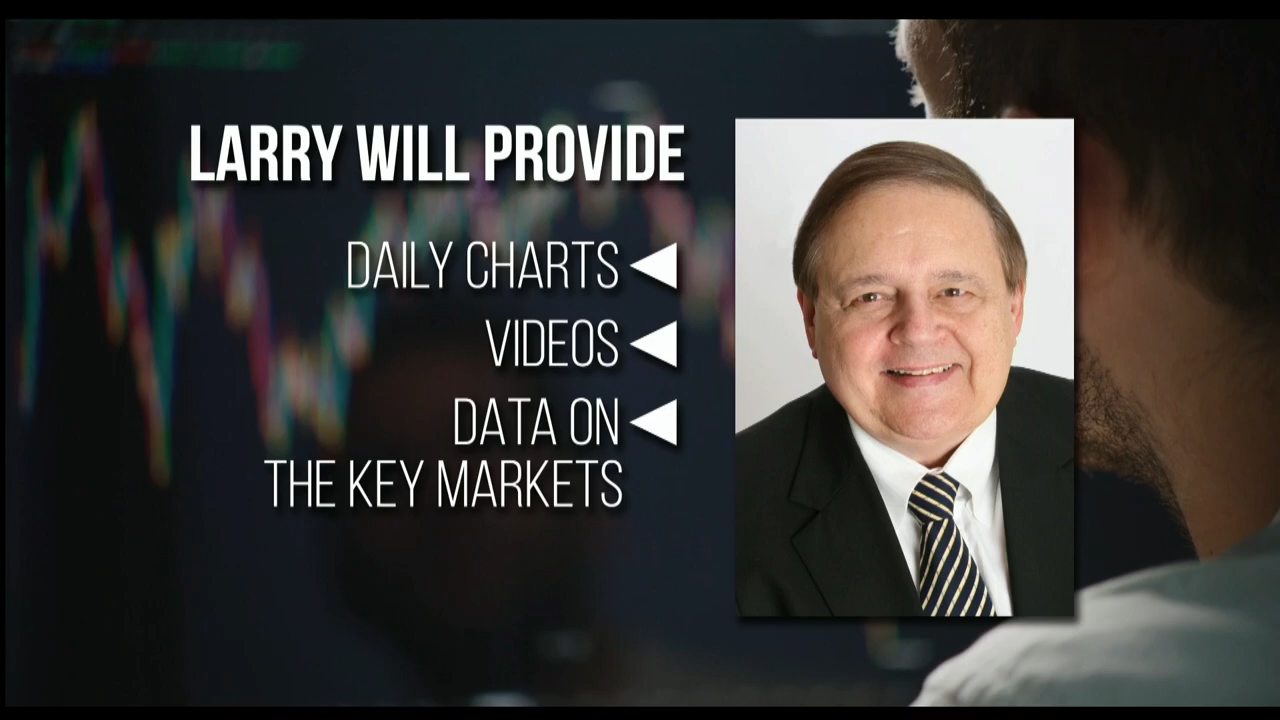 LARRY WILL PROVIDE
DAILY CHARTS
VIDEOS
DATA ON
THE KEY MARKETS